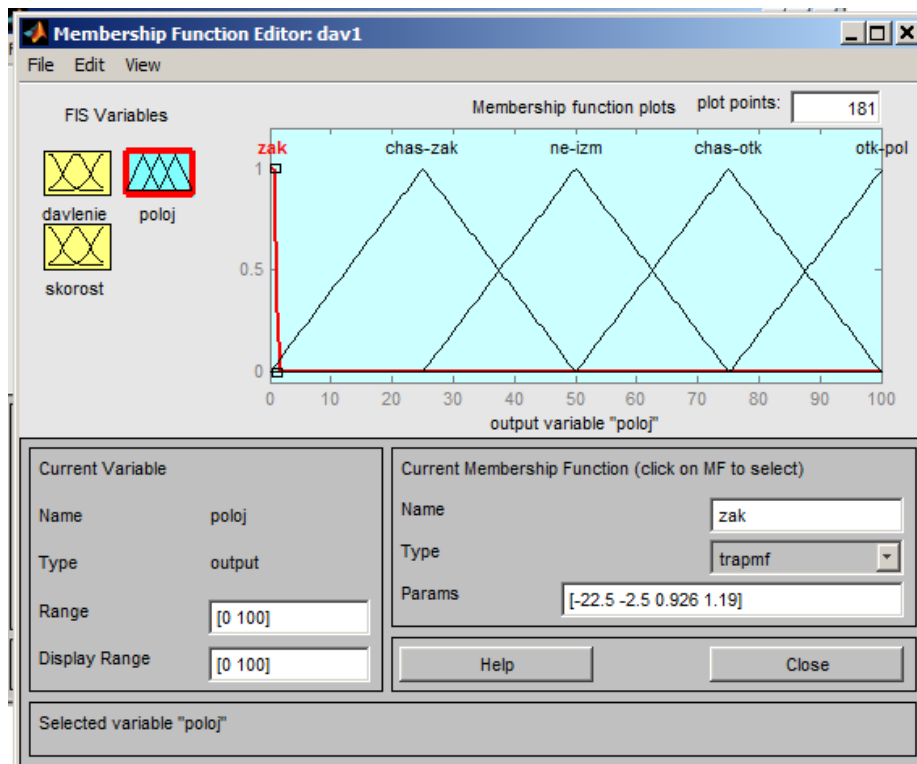 Membership Function Editor: dav1
File Edit View
FIS Variables
Membership function plots plot points: 181
zak chas-zak ne-izm chas-otk otk-pol
1
davlenie poloj
0.5
skorost
0
0 10 20 30 40 50 60 70 80 90 100
output variable "poloj"
Current Variable
Name poloj
Type output
Range [0 100]
Display Range [0 100]
Current Membership Function (click on MF to select)
Name zak
Type trapmf
Params [-22.5 -2.5 0.926 1.19]
Help Close
Selected variable "poloj"